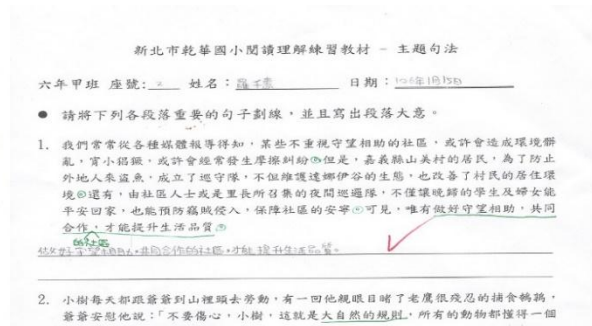 新北市乾華國小閱讀理解練習教材 - 主題句法
六年甲班 座號: 2 姓名: 日期:
● 請將下列各段落重要的句子劃線,並且寫出段落大意。
1. 我們常常從各種媒體報導得知,某些不重視守望相助的社區,或許會造成環境髒
亂,宵小猖獗,或許會經常發生摩擦糾紛。但是,嘉義縣山美村的居民,為了防止
外地人來盜魚,成立了巡守隊,不但維護達娜伊谷的生態,也改善了村民的居住環
境。還有,由社區人士或是里長所召集的夜間巡邏隊,不僅讓晚歸的學生及婦女能
平安回家,也能預防竊賊侵入,保障社區的安寧。可見,唯有做好守望相助,共同
合作,才能提升生活品質。
的社區
做好守望相助,共同合作的社區,才能提升生活品質。
2. 小樹每天都跟爺爺到山裡頭去勞動,有一回他親眼目睹了老鷹很殘忍的捕食鵪鶉,
爺爺安慰他說:「不要傷心,小樹,這就是大自然的規則,所有的動物都懂得一個